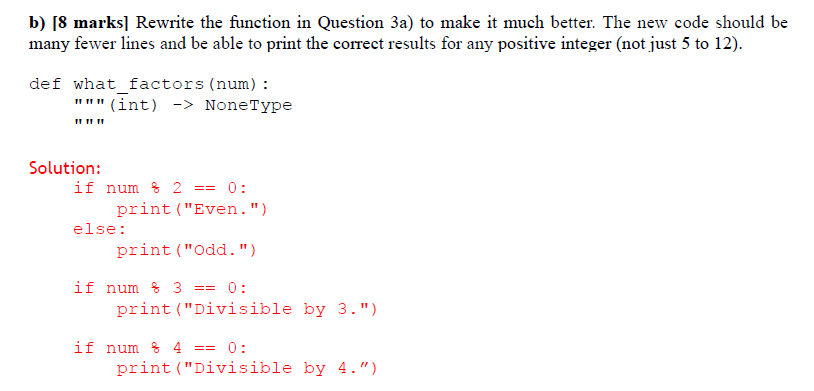 b) [8 marks] Rewrite the function in Question 3a) to make it much better. The new code should be
many fewer lines and be able to print the correct results for any positive integer (not just 5 to 12).
def what_factors(num):
    """(int) -> NoneType
    """
Solution:
    if num % 2 == 0:
        print("Even.")
    else:
        print("Odd.")
    if num % 3 == 0:
        print("Divisible by 3.")
    if num % 4 == 0:
        print("Divisible by 4.”)